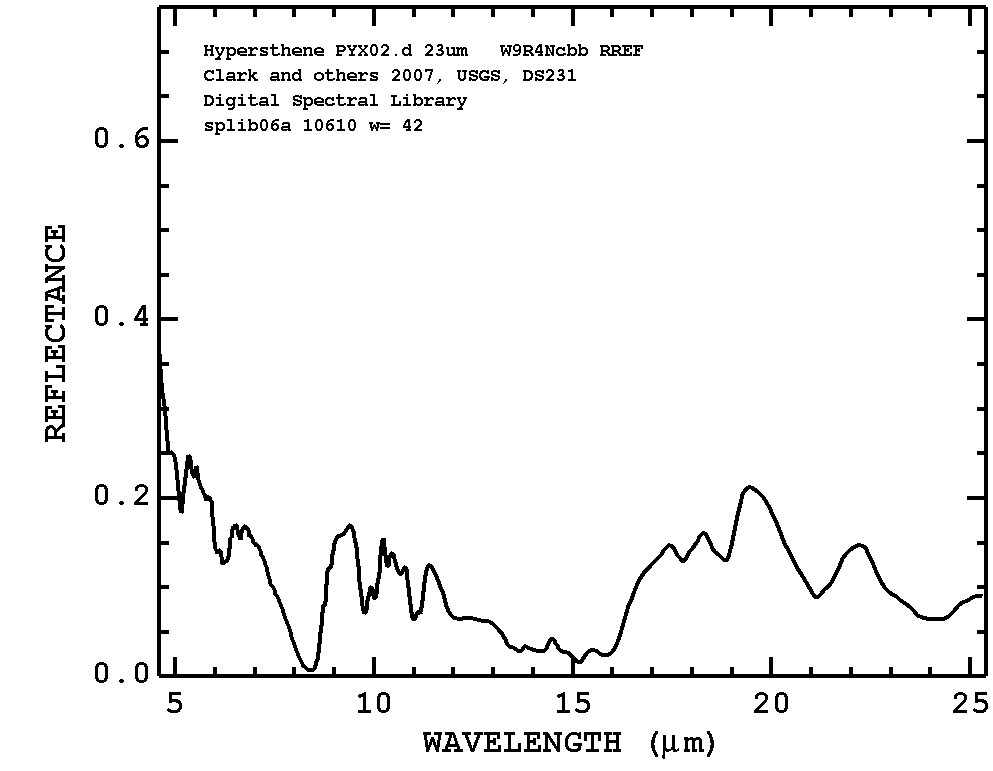 Hypersthene PYX02.d 23um W9R4Ncbb RREF
Clark and others 2007, USGS, DS231
Digital Spectral Library
splib06a 10610 w= 42
REFLECTANCE
0.6
0.4
0.2
0.0
5 10 15 20 25
WAVELENGTH (μm)